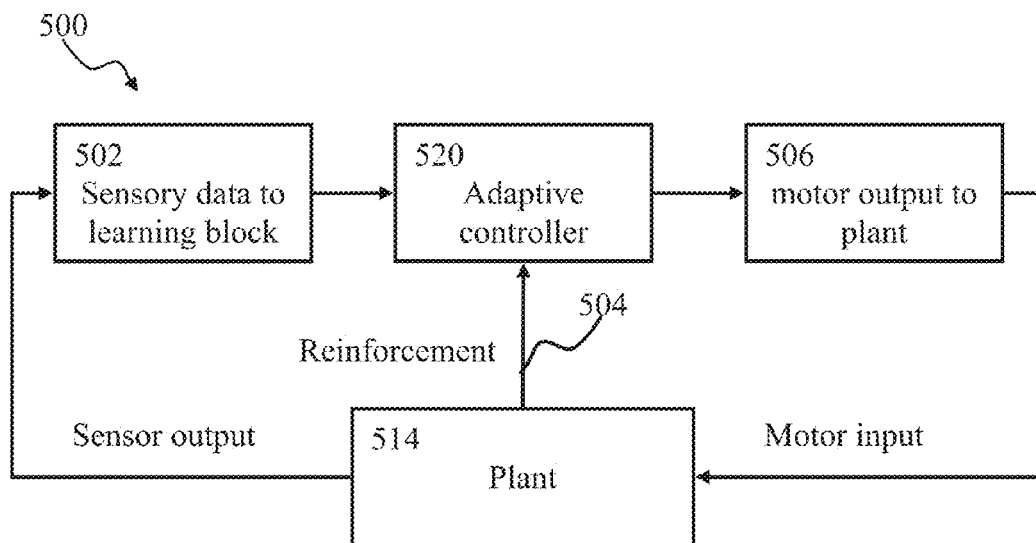 500
502
Sensory data to
learning block
520
Adaptive
controller
506
motor output to
plant
504
Reinforcement
Sensor output
514
Plant
Motor input